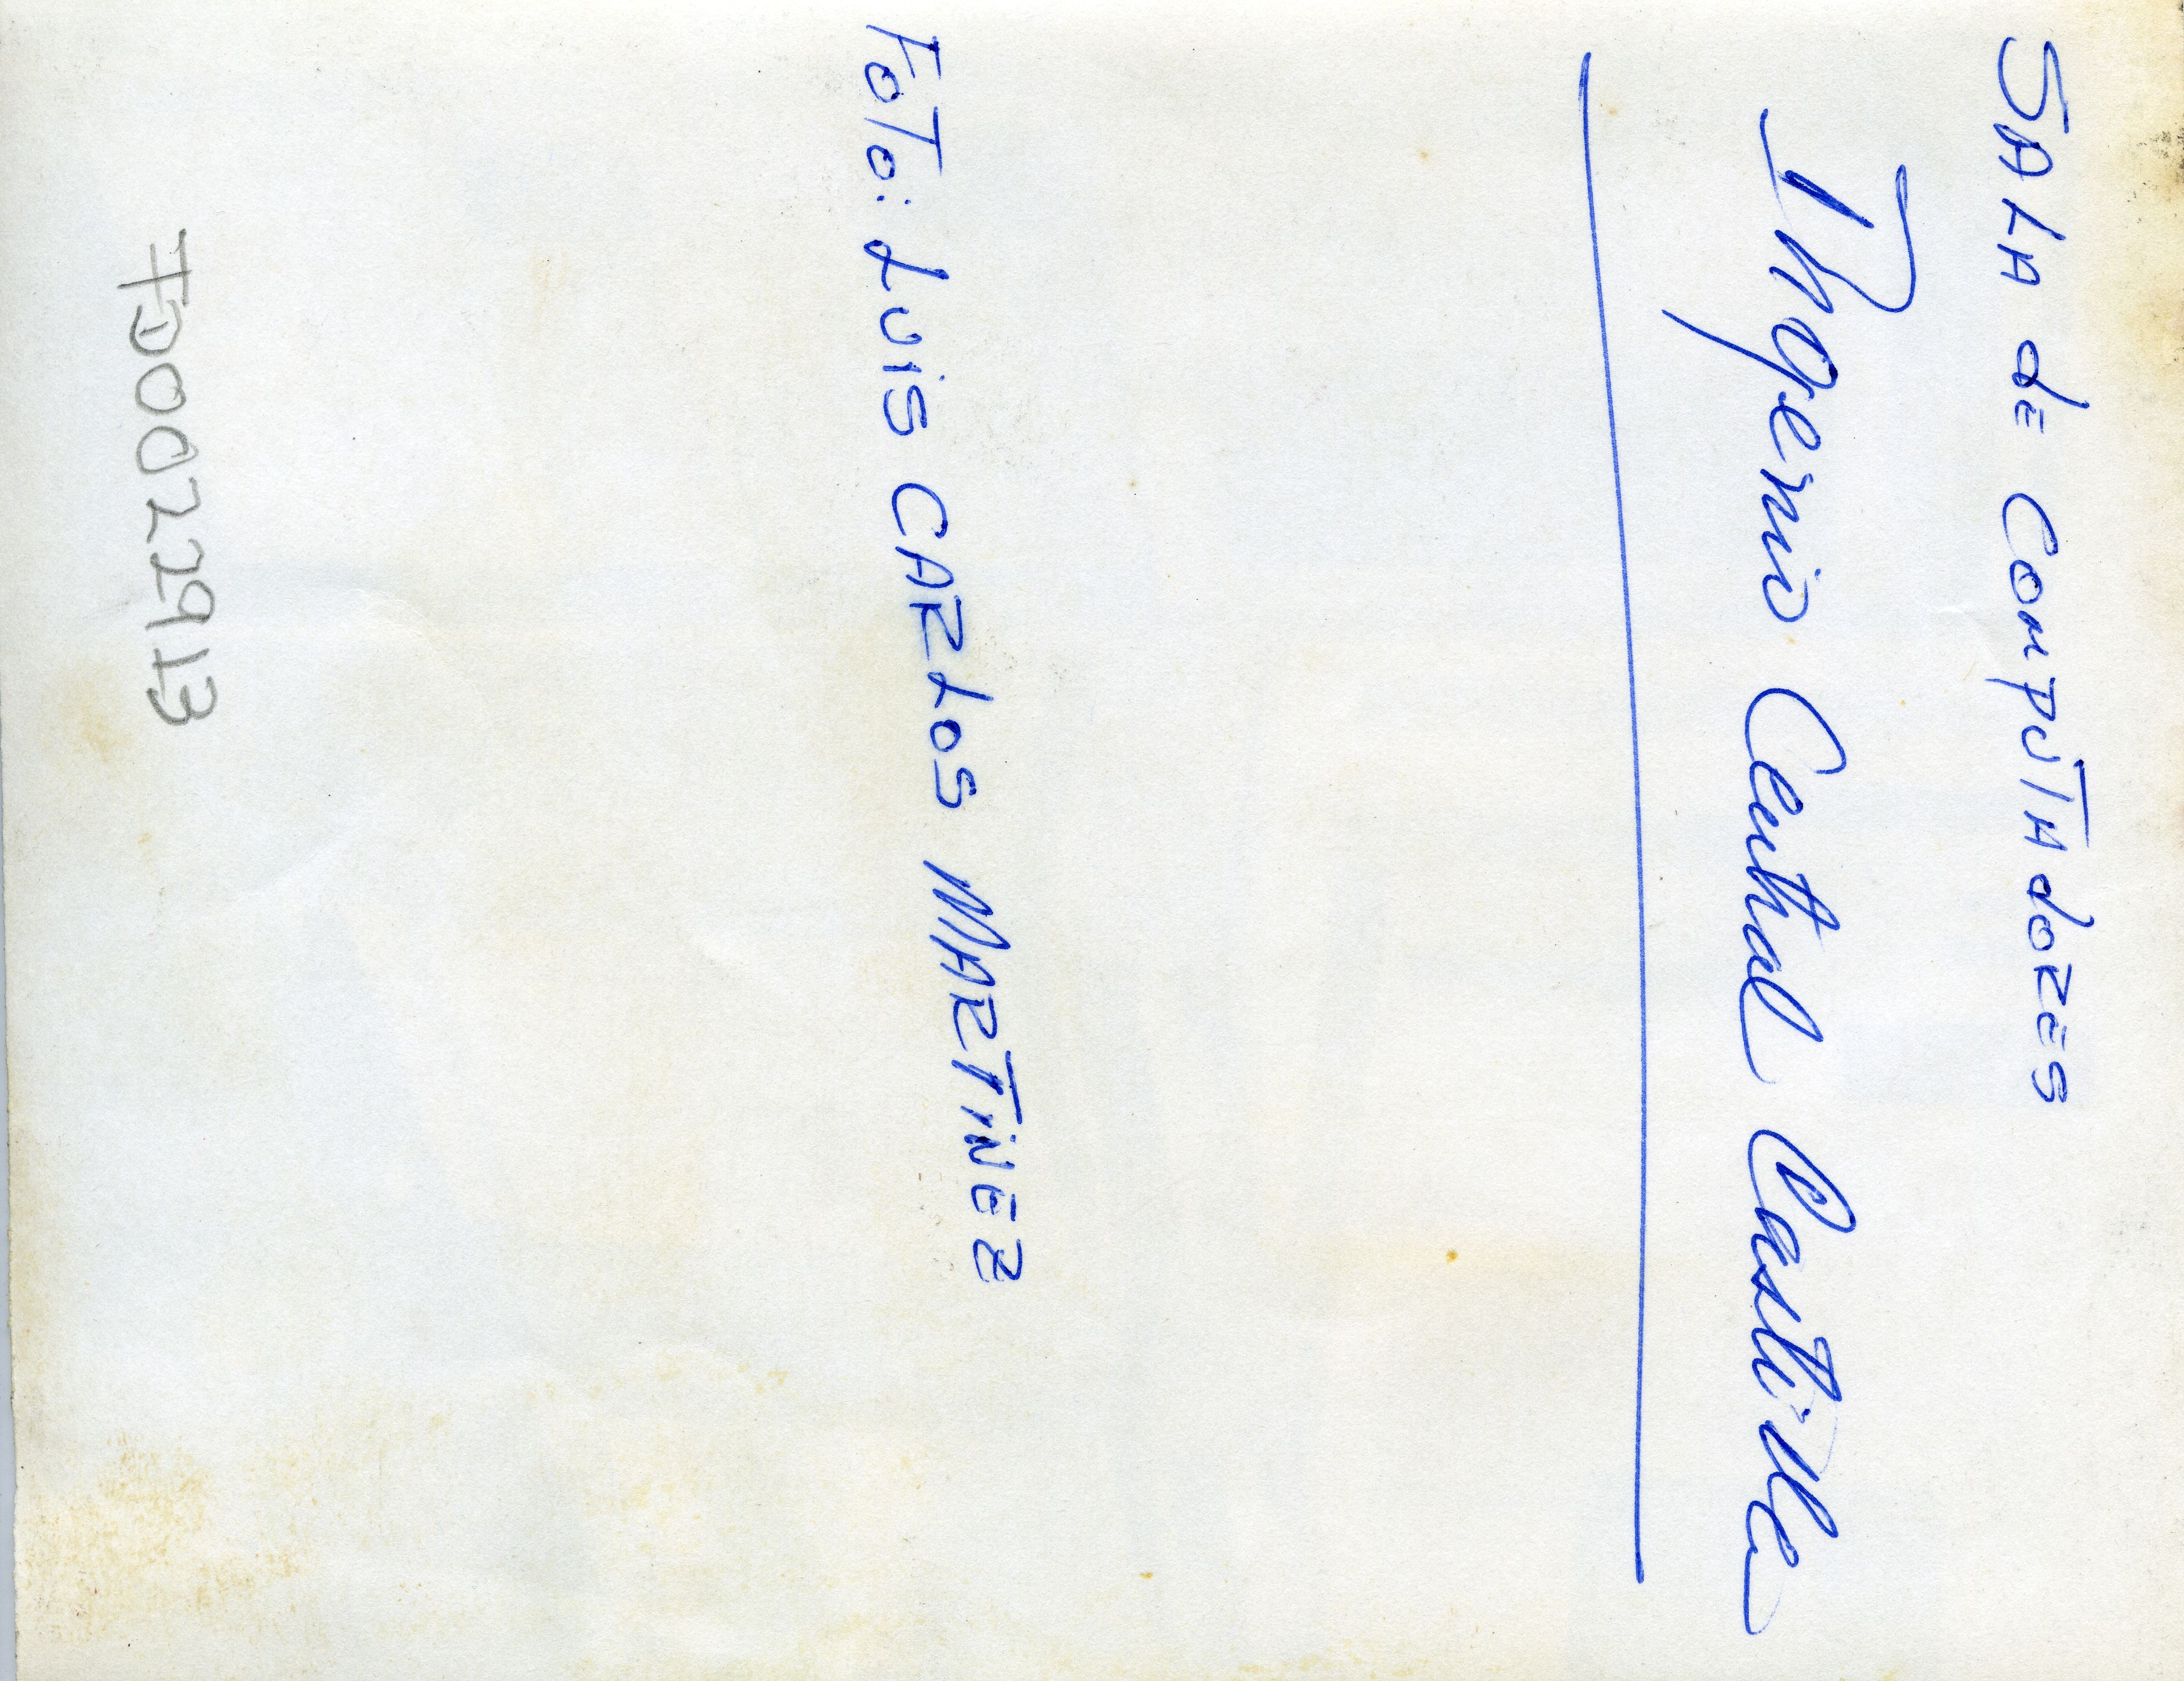 SALA de COMPUTAdORES
Ingenio Central Castilla
FOTO: LUIS CARLOS MARTINEZ
FD0022913